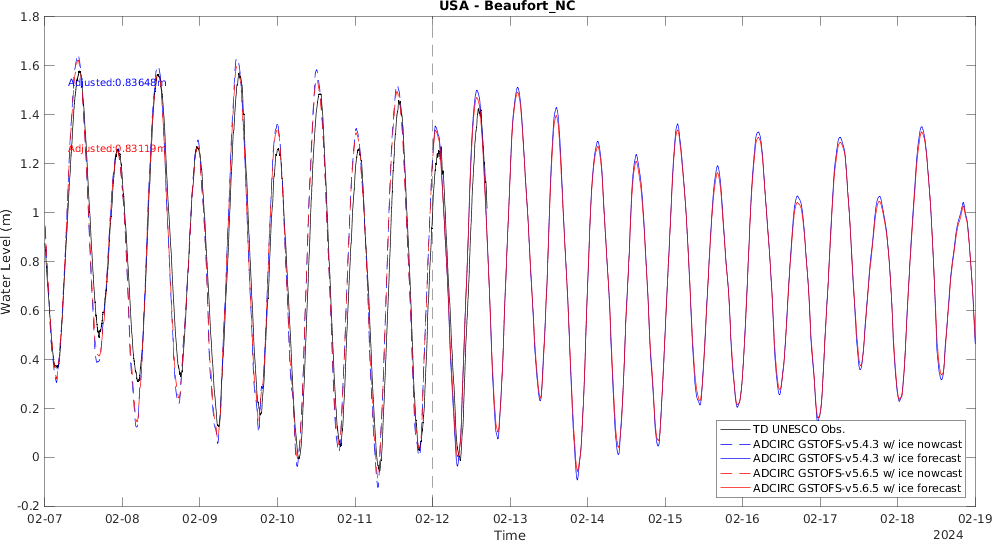 USA - Beaufort_NC
1.8
1.6
1.4
1.2
1
0.8
0.6
0.4
0.2
0
-0.2
Water Level (m)
Adjusted:0.83648m
Adjusted:0.83119m
TD UNESCO Obs.
ADCIRC GSTOFS-v5.4.3 w/ ice nowcast
ADCIRC GSTOFS-v5.4.3 w/ ice forecast
ADCIRC GSTOFS-v5.6.5 w/ ice nowcast
ADCIRC GSTOFS-v5.6.5 w/ ice forecast
02-07 02-08 02-09 02-10 02-11 02-12 02-13 02-14 02-15 02-16 02-17 02-18 02-19
Time
2024